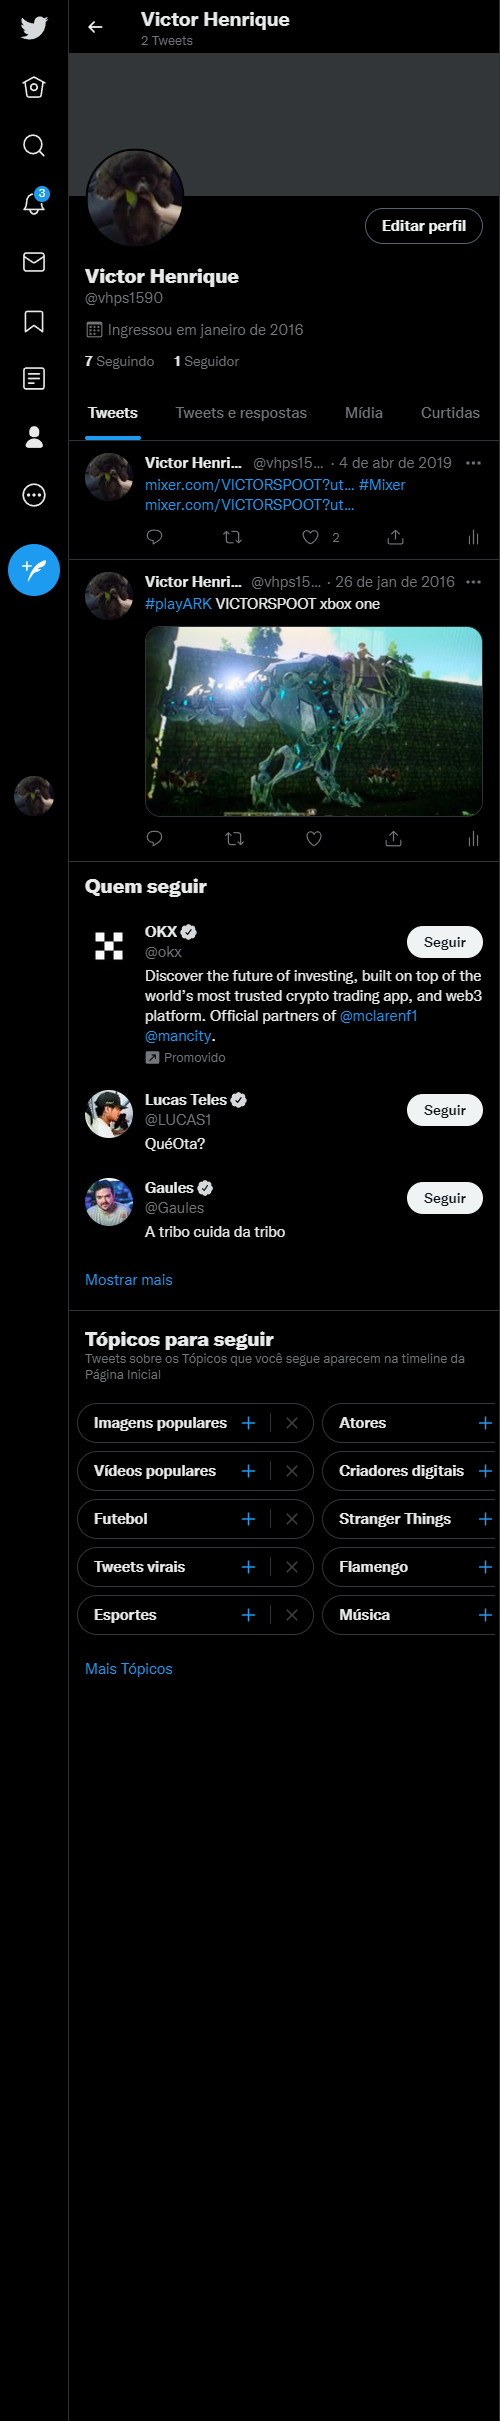 Victor Henrique
2 Tweets
3
Editar perfil
Victor Henrique
@vhps1590
Ingressou em janeiro de 2016
7 Seguindo 1 Seguidor
Tweets Tweets e respostas Mídia Curtidas
Victor Henri... @vhps15... · 4 de abr de 2019
mixer.com/VICTORSPOOT?ut... #Mixer
mixer.com/VICTORSPOOT?ut...
2
Victor Henri... @vhps15... · 26 de jan de 2016
#playARK VICTORSPOOT xbox one
Quem seguir
OKX
@okx
Seguir
Discover the future of investing, built on top of the
world’s most trusted crypto trading app, and web3
platform. Official partners of @mclarenf1
@mancity.
Promovido
Lucas Teles
@LUCAS1
Seguir
QuéOta?
Gaules
@Gaules
Seguir
A tribo cuida da tribo
Mostrar mais
Tópicos para seguir
Tweets sobre os Tópicos que você segue aparecem na timeline da
Página Inicial
Imagens populares Atores
Vídeos populares Criadores digitais
Futebol Stranger Things
Tweets virais Flamengo
Esportes Música
Mais Tópicos